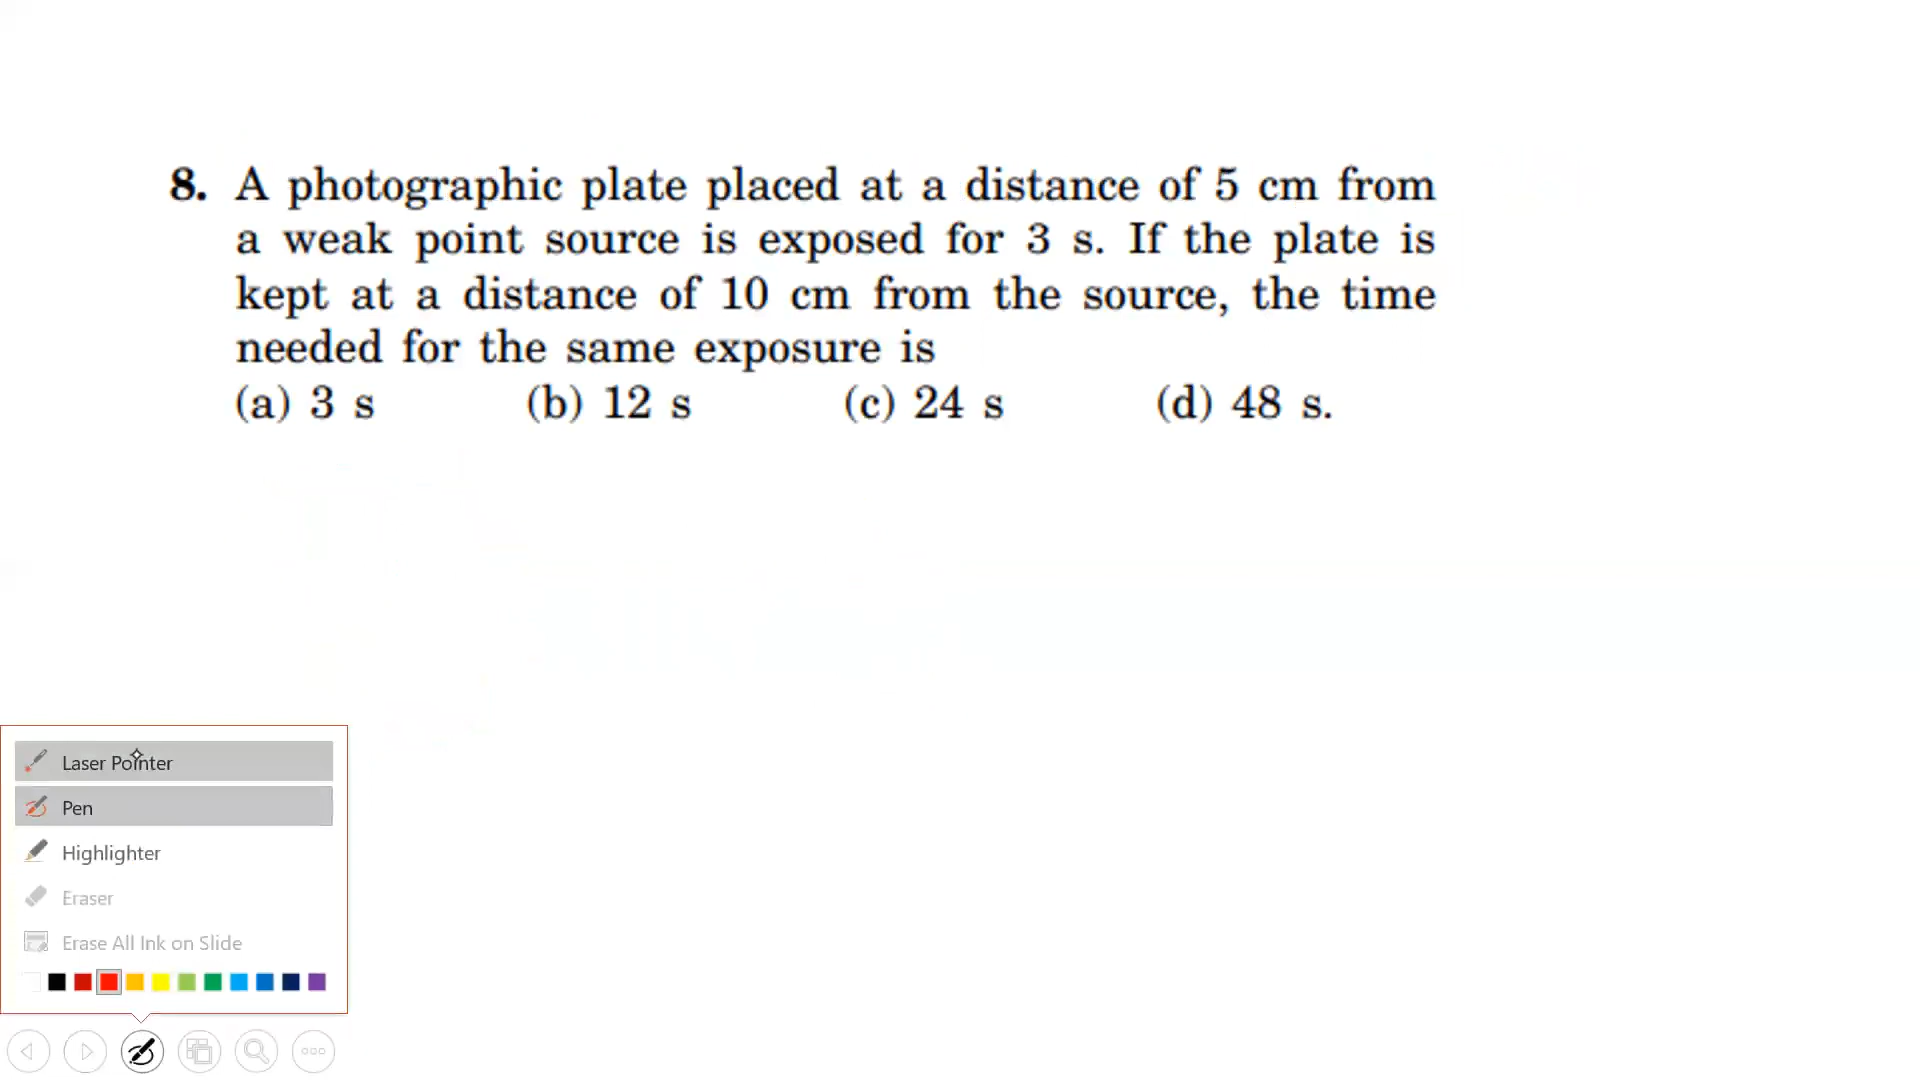 8. A photographic plate placed at a distance of 5 cm from
a weak point source is exposed for 3 s. If the plate is
kept at a distance of 10 cm from the source, the time
needed for the same exposure is
(a) 3 s (b) 12 s (c) 24 s (d) 48 s.
Laser Pointer
Pen
Highlighter
Eraser
Erase All Ink on Slide